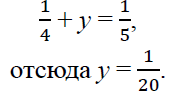 1/4 + y = 1/5,
отсюда y = 1/20.